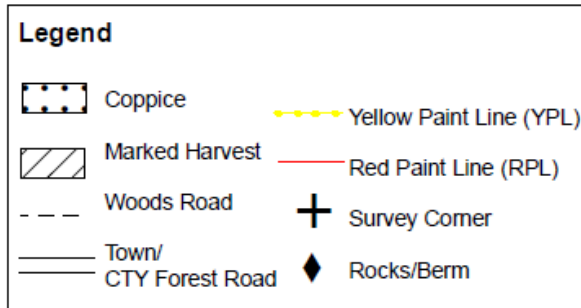 Legend
Coppice
Marked Harvest
Woods Road
Town/
CTY Forest Road
Yellow Paint Line (YPL)
Red Paint Line (RPL)
Survey Corner
Rocks/Berm